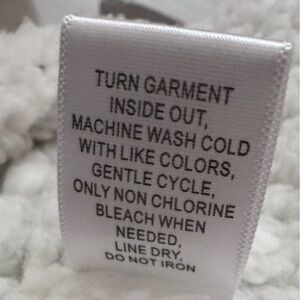 TURN GARMENT
INSIDE OUT,
MACHINE WASH COLD
WITH LIKE COLORS,
GENTLE CYCLE,
ONLY NON CHLORINE
BLEACH WHEN
NEEDED,
LINE DRY,
DO NOT IRON